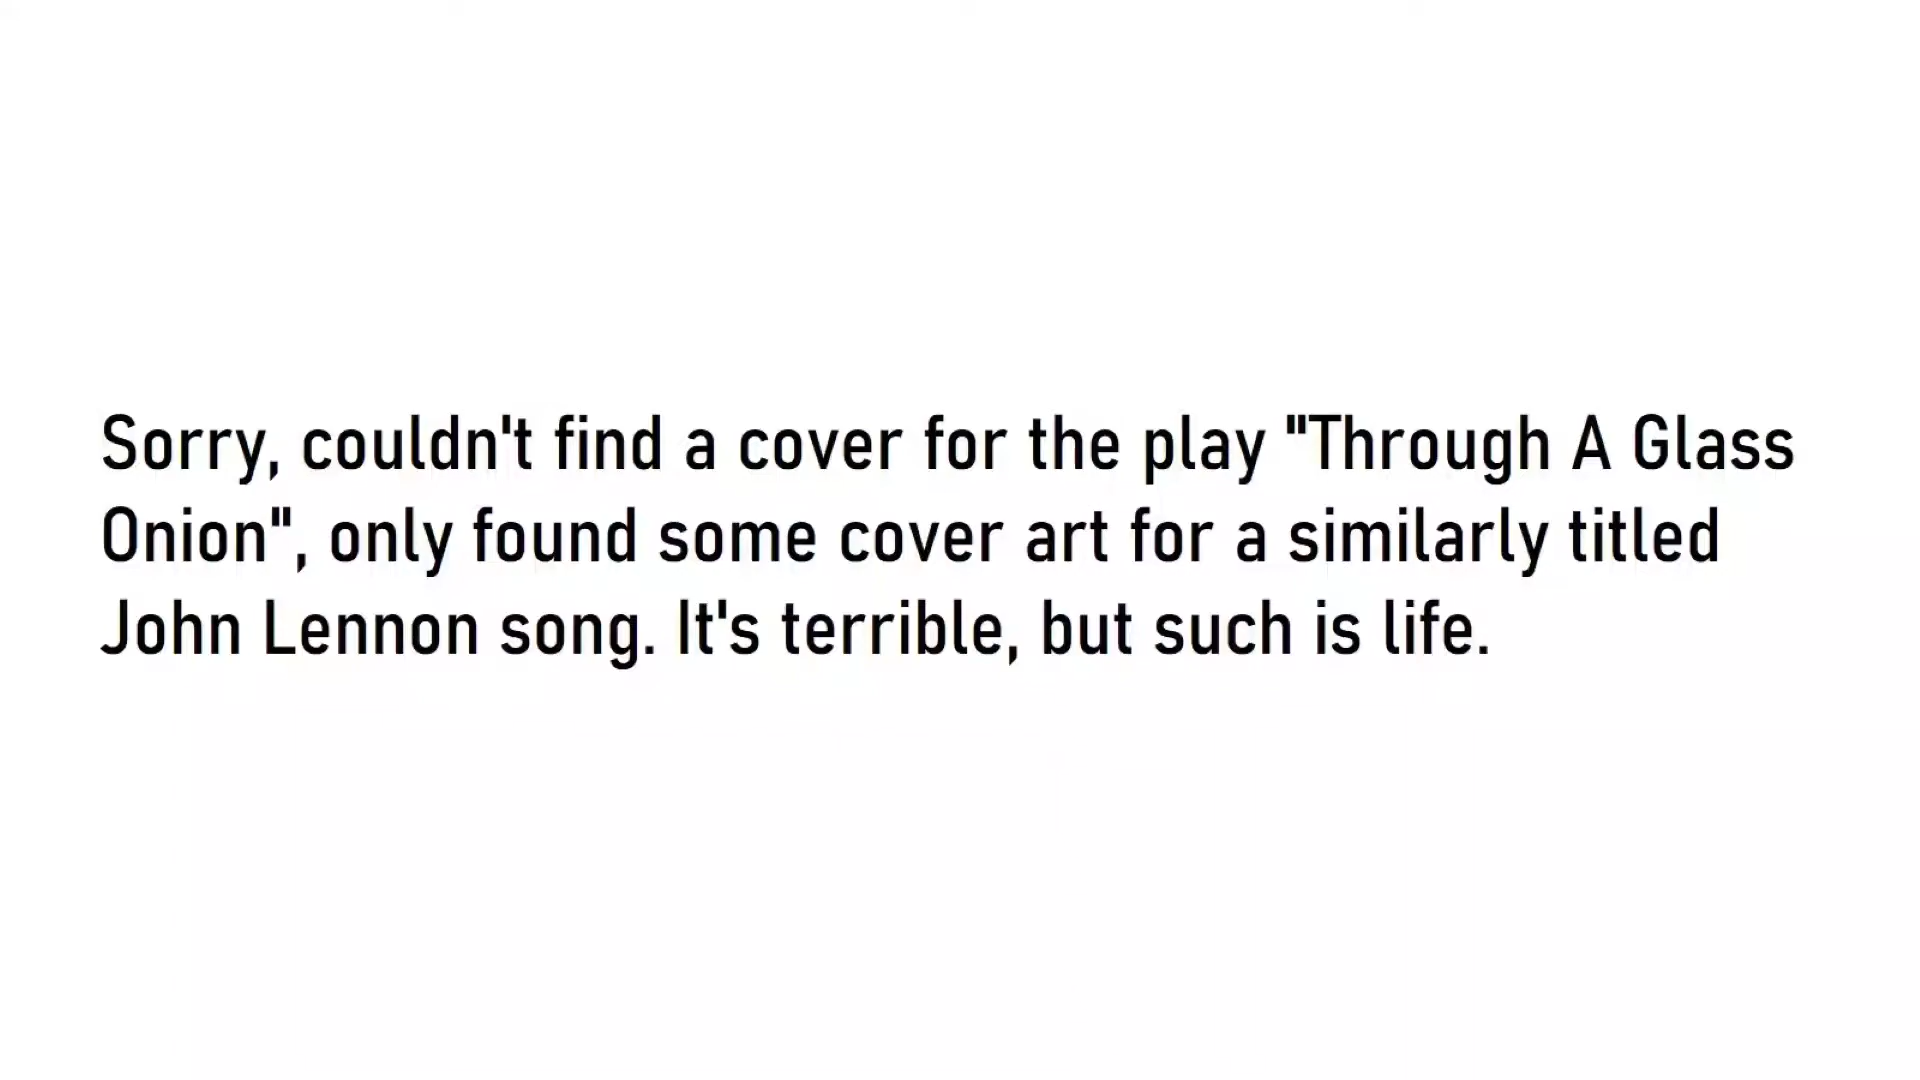 Sorry, couldn't find a cover for the play "Through A Glass
Onion", only found some cover art for a similarly titled
John Lennon song. It's terrible, but such is life.